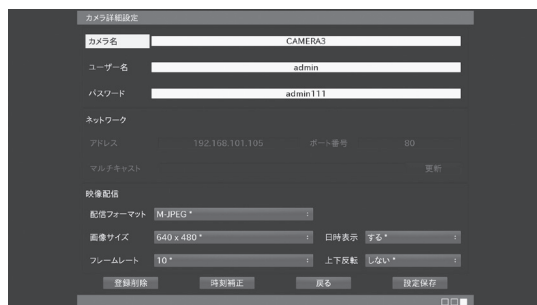 カメラ詳細設定
カメラ名 CAMERA3
ユーザー名 admin
パスワード admin111
ネットワーク
アドレス 192.168.101.105 ポート番号 80
マルチキャスト 更新
映像配信
配信フォーマット M-JPEG *
画像サイズ 640 x 480 * 日時表示 する *
フレームレート 10 * 上下反転 しない *
登録削除 時刻補正 戻る 設定保存